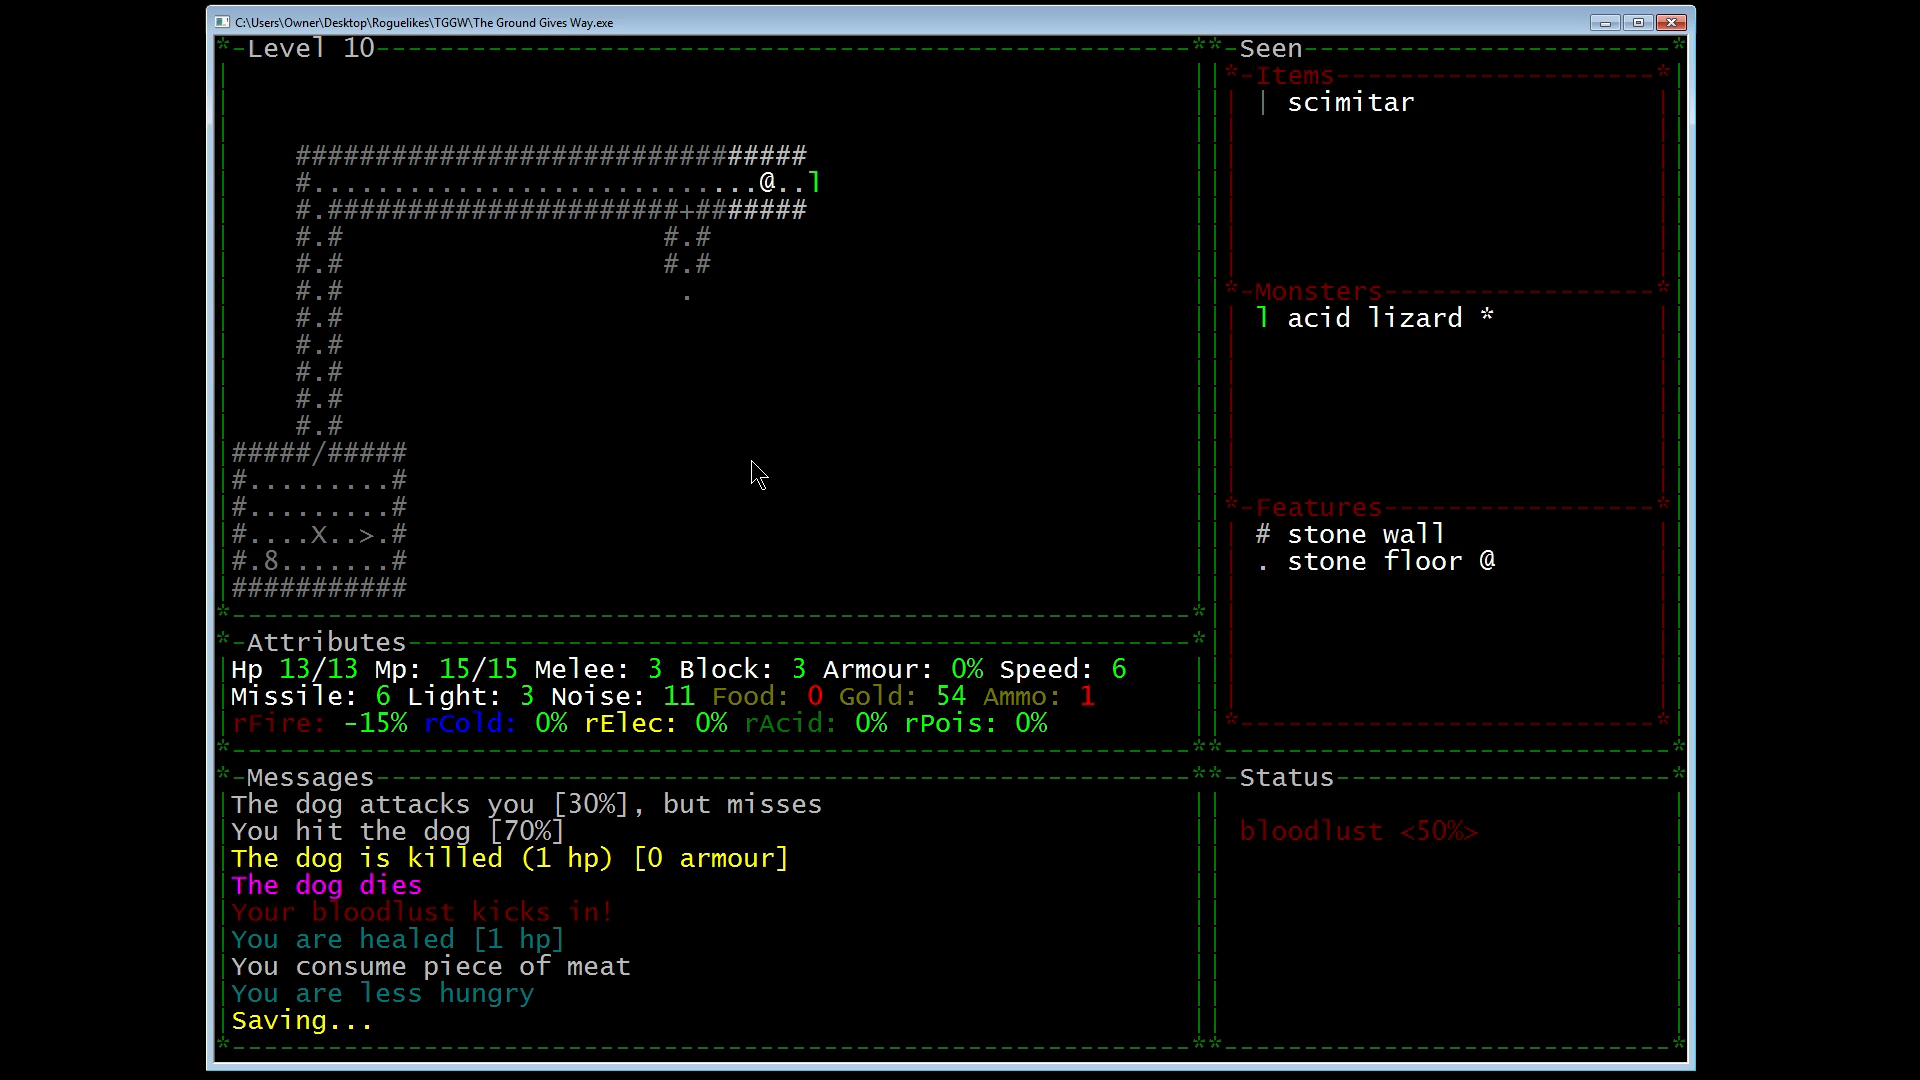 C:\Users\Owner\Desktop\Roguelikes\TGGW\The Ground Gives Way.exe
*-Level 10
################################
#............................@..l
#.######################+#######
#.# #.#
#.# #.#
#.# .
#.#
#.#
#.#
#.#
#.#
#####/#####
#.........#
#.........#
#....x..>.#
#.8.......#
###########
*-Attributes
Hp 13/13 Mp: 15/15 Melee: 3 Block: 3 Armour: 0% Speed: 6
Missile: 6 Light: 3 Noise: 11 Food: 0 Gold: 54 Ammo: 1
rFire: -15% rCold: 0% rElec: 0% rAcid: 0% rPois: 0%
*-Messages
The dog attacks you [30%], but misses
You hit the dog [70%]
The dog is killed (1 hp) [0 armour]
The dog dies
Your bloodlust kicks in!
You are healed [1 hp]
You consume piece of meat
You are less hungry
Saving...
*-Seen
*-Items
| scimitar
*-Monsters
l acid lizard *
*-Features
# stone wall
. stone floor @
*-Status
bloodlust <50%>